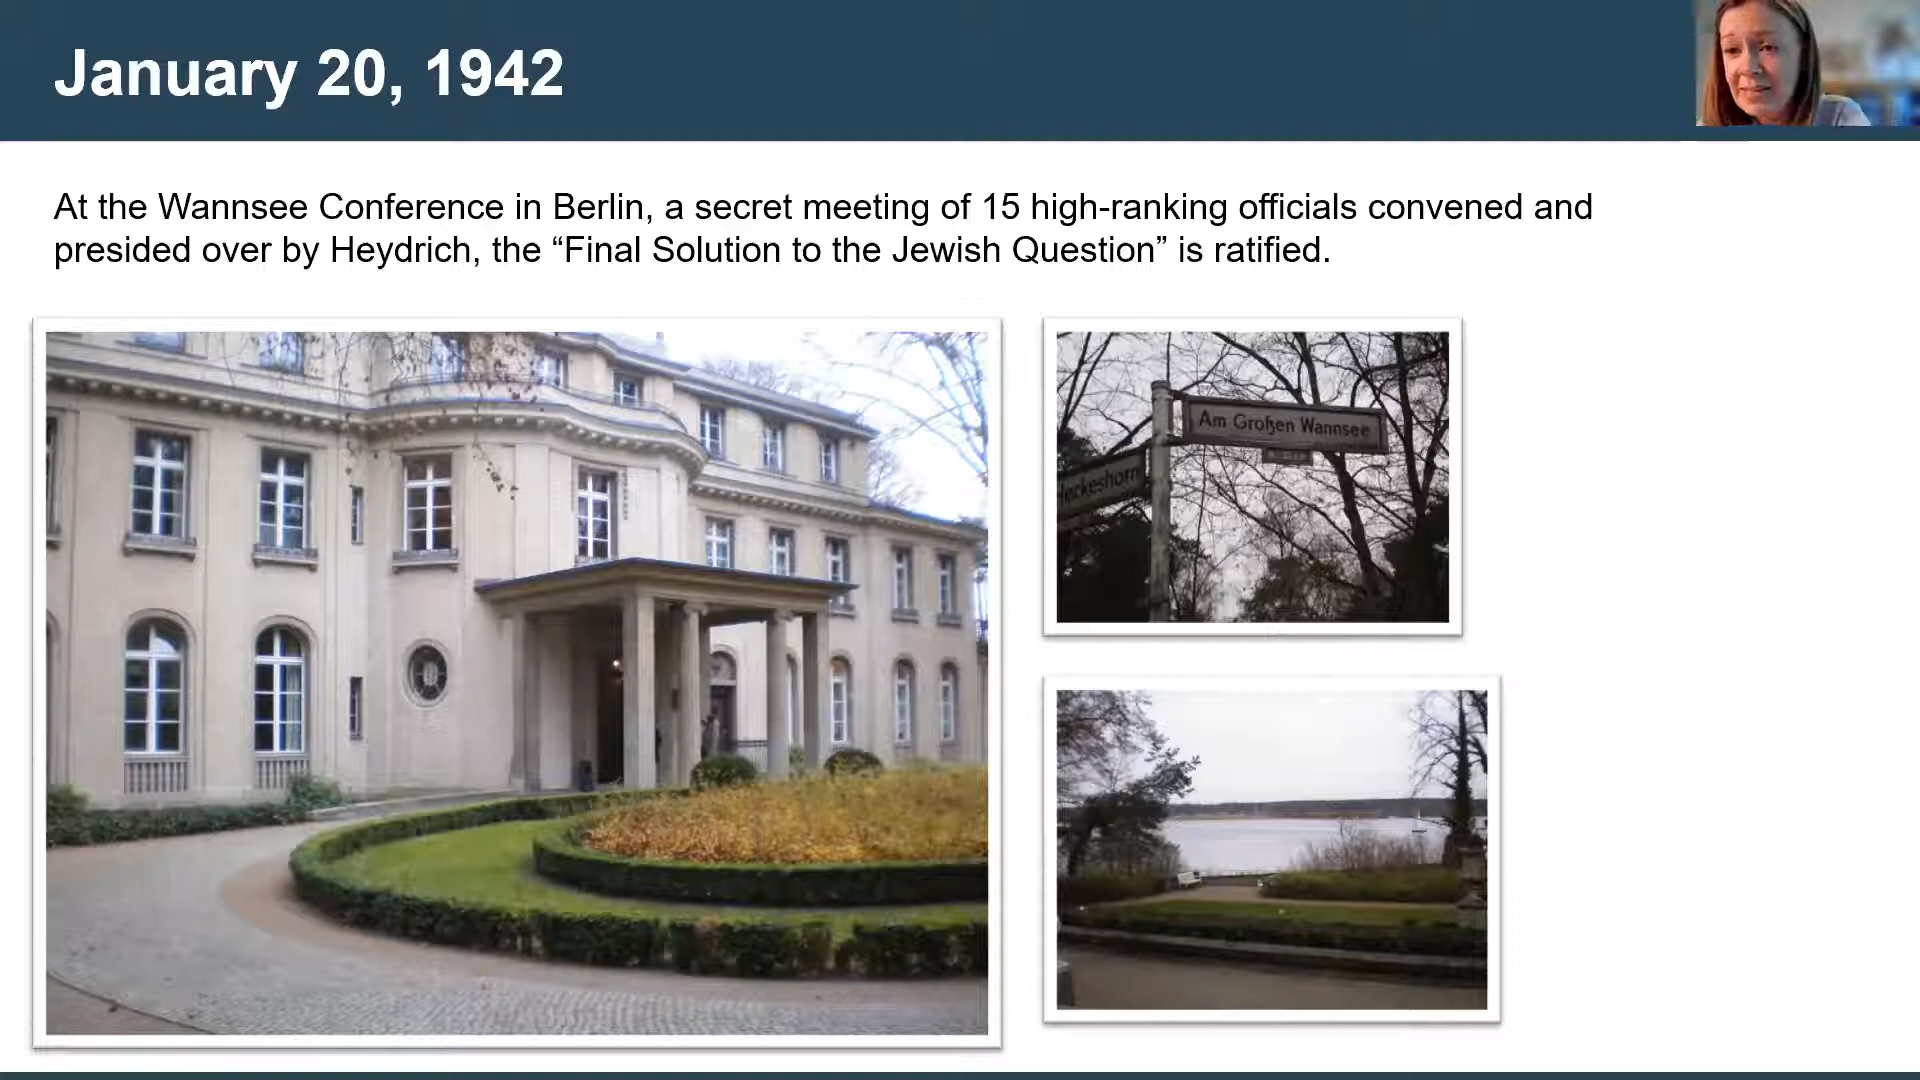 January 20, 1942
At the Wannsee Conference in Berlin, a secret meeting of 15 high-ranking officials convened and
presided over by Heydrich, the “Final Solution to the Jewish Question” is ratified.
Am Großen Wannsee
Heckeshorn